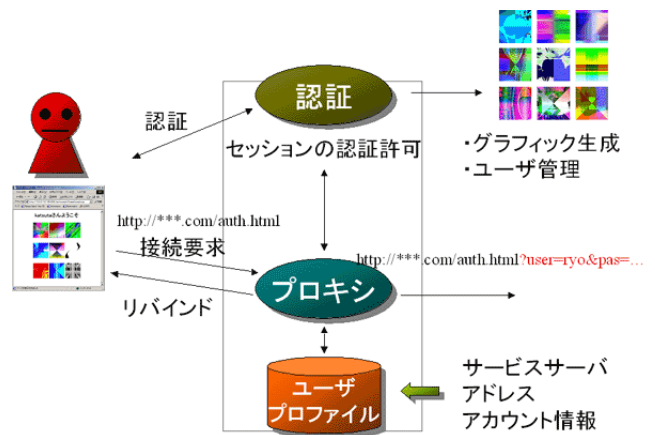 認証
認証
セッションの認証許可
・グラフィック生成
・ユーザ管理
http://***.com/auth.html
接続要求
http://***.com/auth.html?user=ryo&pas=...
プロキシ
リバインド
ユーザ
プロファイル
サービスサーバ
アドレス
アカウント情報